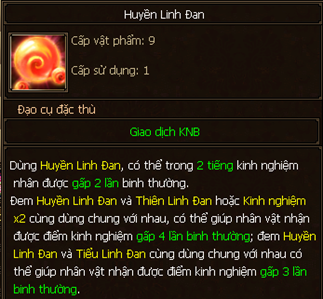 Huyền Linh Đan
Cấp vật phẩm: 9
Cấp sử dụng: 1
Đạo cụ đặc thù
Giao dịch KNB
Dùng Huyền Linh Đan, có thể trong 2 tiếng kinh nghiệm
nhân được gấp 2 lần binh thường.
Đem Huyền Linh Đan và Thiên Linh Đan hoặc Kinh nghiệm
x2 cùng dùng chung với nhau, có thể giúp nhân vật nhận
được điểm kinh nghiệm gấp 4 lần binh thường; đem Huyền
Linh Đan và Tiểu Linh Đan cùng dùng chung với nhau có
thể giúp nhân vật nhận được điểm kinh nghiệm gấp 3 lần
binh thường.